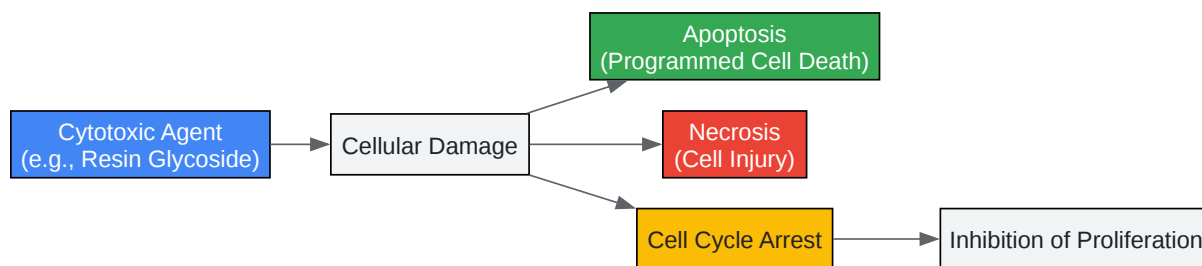 Cytotoxic Agent
(e.g., Resin Glycoside)
Cellular Damage
Apoptosis
(Programmed Cell Death)
Necrosis
(Cell Injury)
Cell Cycle Arrest
Inhibition of Proliferation